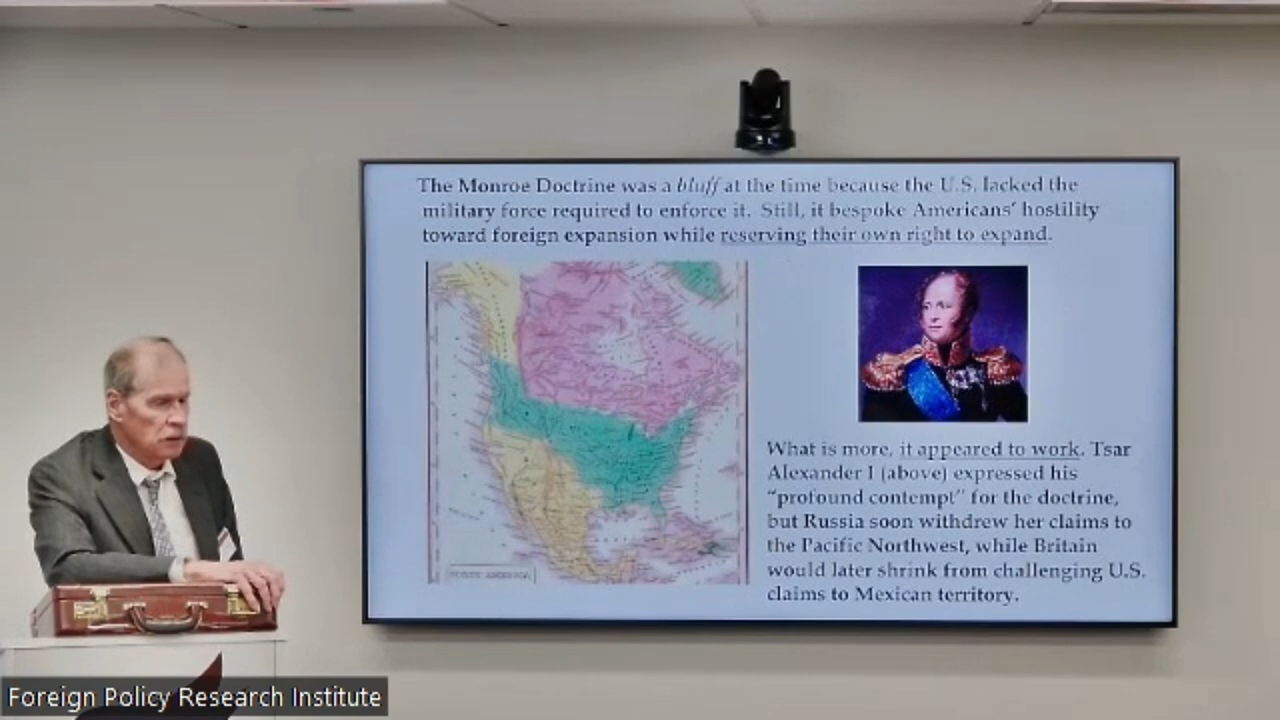 The Monroe Doctrine was a bluff at the time because the U.S. lacked the
military force required to enforce it. Still, it bespoke Americans' hostility
toward foreign expansion while reserving their own right to expand.
NORTH AMERICA
What is more, it appeared to work. Tsar
Alexander I (above) expressed his
"profound contempt" for the doctrine,
but Russia soon withdrew her claims to
the Pacific Northwest, while Britain
would later shrink from challenging U.S.
claims to Mexican territory.
Foreign Policy Research Institute